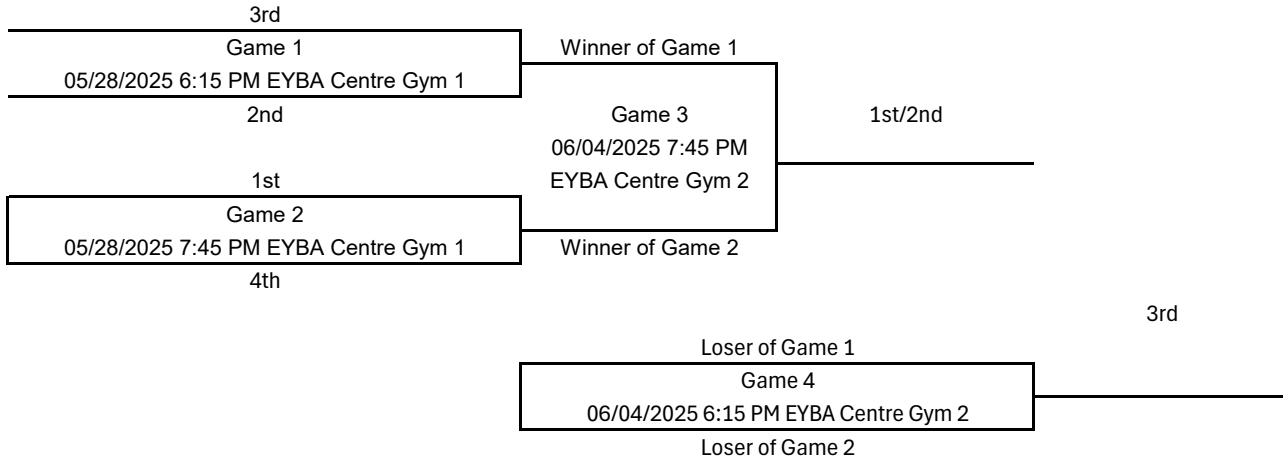 3rd
Game 1
05/28/2025 6:15 PM EYBA Centre Gym 1
2nd
Winner of Game 1
Game 3
06/04/2025 7:45 PM
EYBA Centre Gym 2
Winner of Game 2
1st/2nd
1st
Game 2
05/28/2025 7:45 PM EYBA Centre Gym 1
4th
3rd
Loser of Game 1
Game 4
06/04/2025 6:15 PM EYBA Centre Gym 2
Loser of Game 2